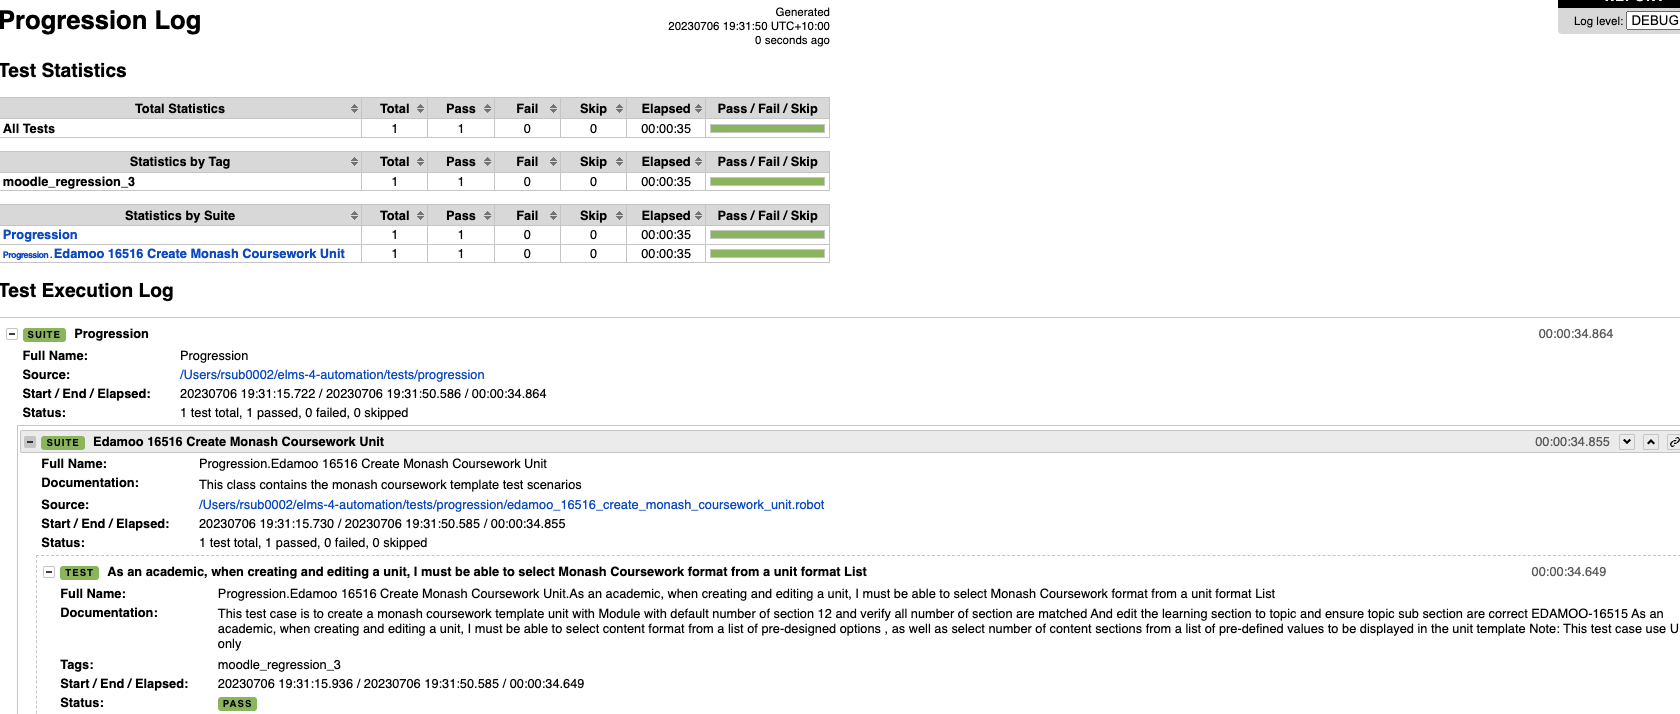 Progression Log
Generated
20230706 19:31:50 UTC+10:00
0 seconds ago
Log level: DEBUG
Test Statistics
Total Statistics Total Pass Fail Skip Elapsed Pass / Fail / Skip
All Tests 1 1 0 0 00:00:35
Statistics by Tag Total Pass Fail Skip Elapsed Pass / Fail / Skip
moodle_regression_3 1 1 0 0 00:00:35
Statistics by Suite Total Pass Fail Skip Elapsed Pass / Fail / Skip
Progression 1 1 0 0 00:00:35
Progression . Edamoo 16516 Create Monash Coursework Unit 1 1 0 0 00:00:35
Test Execution Log
SUITE Progression 00:00:34.864
Full Name: Progression
Source: /Users/rsub0002/elms-4-automation/tests/progression
Start / End / Elapsed: 20230706 19:31:15.722 / 20230706 19:31:50.586 / 00:00:34.864
Status: 1 test total, 1 passed, 0 failed, 0 skipped
SUITE Edamoo 16516 Create Monash Coursework Unit 00:00:34.855
Full Name: Progression.Edamoo 16516 Create Monash Coursework Unit
Documentation: This class contains the monash coursework template test scenarios
Source: /Users/rsub0002/elms-4-automation/tests/progression/edamoo_16516_create_monash_coursework_unit.robot
Start / End / Elapsed: 20230706 19:31:15.730 / 20230706 19:31:50.585 / 00:00:34.855
Status: 1 test total, 1 passed, 0 failed, 0 skipped
TEST As an academic, when creating and editing a unit, I must be able to select Monash Coursework format from a unit format List 00:00:34.649
Full Name: Progression.Edamoo 16516 Create Monash Coursework Unit.As an academic, when creating and editing a unit, I must be able to select Monash Coursework format from a unit format List
Documentation: This test case is to create a monash coursework template unit with Module with default number of section 12 and verify all number of section are matched And edit the learning section to topic and ensure topic sub section are correct EDAMOO-16515 As an
academic, when creating and editing a unit, I must be able to select content format from a list of pre-designed options , as well as select number of content sections from a list of pre-defined values to be displayed in the unit template Note: This test case use U
only
Tags: moodle_regression_3
Start / End / Elapsed: 20230706 19:31:15.936 / 20230706 19:31:50.585 / 00:00:34.649
Status: PASS